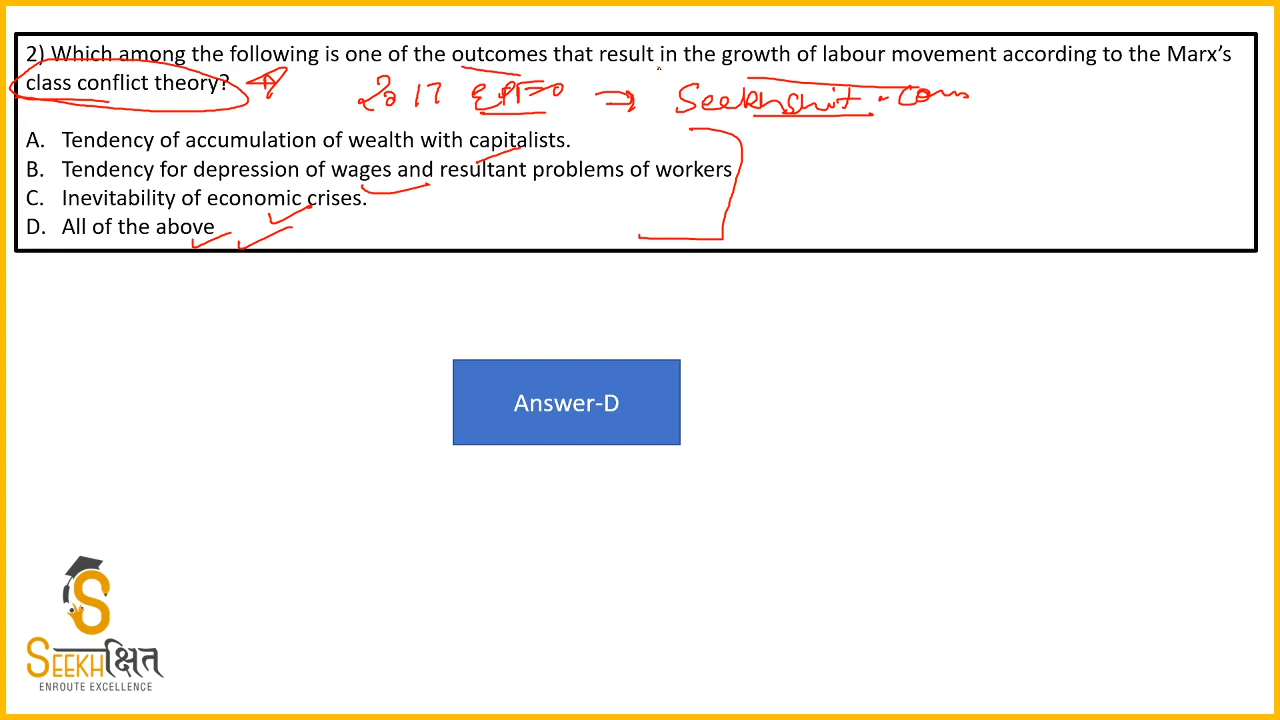 2) Which among the following is one of the outcomes that result in the growth of labour movement according to the Marx's
class conflict theory?
2017 EPFO → Seekhshit.com
A. Tendency of accumulation of wealth with capitalists.
B. Tendency for depression of wages and resultant problems of workers
C. Inevitability of economic crises.
D. All of the above
Answer-D
S
SEEKHक्षित
ENROUTE EXCELLENCE